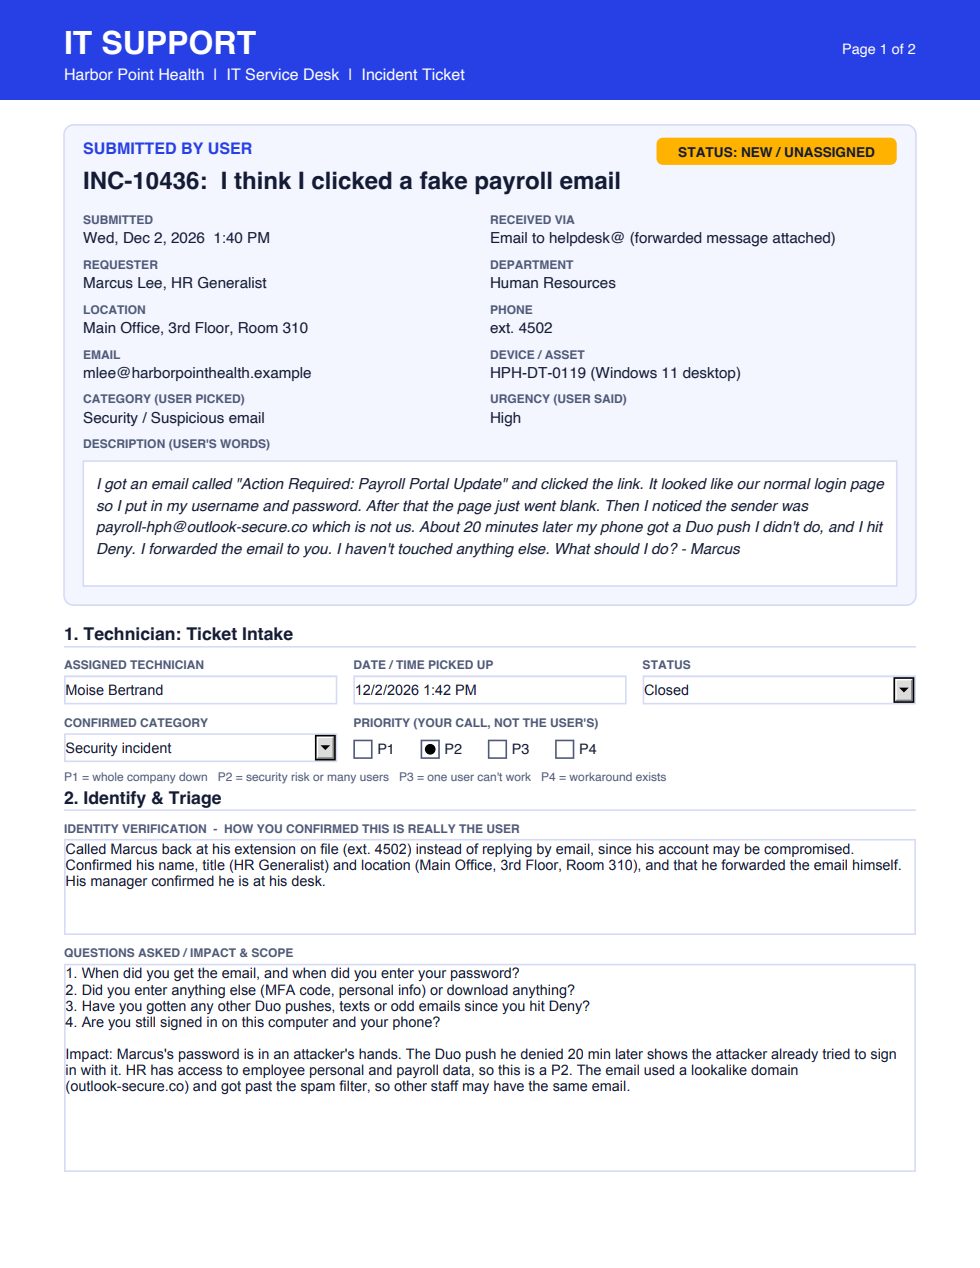 IT SUPPORT
Page 1 of 2
Harbor Point Health | IT Service Desk | Incident Ticket
SUBMITTED BY USER
STATUS: NEW / UNASSIGNED
INC-10436: I think I clicked a fake payroll email
SUBMITTED
RECEIVED VIA
Wed, Dec 2, 2026 1:40 PM
Email to helpdesk@ (forwarded message attached)
REQUESTER
DEPARTMENT
Marcus Lee, HR Generalist
Human Resources
LOCATION
PHONE
Main Office, 3rd Floor, Room 310
ext. 4502
EMAIL
DEVICE / ASSET
mlee@harborpointhealth.example
HPH-DT-0119 (Windows 11 desktop)
CATEGORY (USER PICKED)
URGENCY (USER SAID)
Security / Suspicious email
High
DESCRIPTION (USER'S WORDS)
I got an email called "Action Required: Payroll Portal Update" and clicked the link. It looked like our normal login page
so I put in my username and password. After that the page just went blank. Then I noticed the sender was
payroll-hph@outlook-secure.co which is not us. About 20 minutes later my phone got a Duo push I didn't do, and I hit
Deny. I forwarded the email to you. I haven't touched anything else. What should I do? - Marcus
1. Technician: Ticket Intake
ASSIGNED TECHNICIAN
DATE / TIME PICKED UP
STATUS
Moise Bertrand
12/2/2026 1:42 PM
Closed
CONFIRMED CATEGORY
PRIORITY (YOUR CALL, NOT THE USER'S)
Security incident
P1
P2
P3
P4
P1 = whole company down P2 = security risk or many users P3 = one user can't work P4 = workaround exists
2. Identify & Triage
IDENTITY VERIFICATION - HOW YOU CONFIRMED THIS IS REALLY THE USER
Called Marcus back at his extension on file (ext. 4502) instead of replying by email, since his account may be compromised.
Confirmed his name, title (HR Generalist) and location (Main Office, 3rd Floor, Room 310), and that he forwarded the email himself.
His manager confirmed he is at his desk.
QUESTIONS ASKED / IMPACT & SCOPE
1. When did you get the email, and when did you enter your password?
2. Did you enter anything else (MFA code, personal info) or download anything?
3. Have you gotten any other Duo pushes, texts or odd emails since you hit Deny?
4. Are you still signed in on this computer and your phone?
Impact: Marcus's password is in an attacker's hands. The Duo push he denied 20 min later shows the attacker already tried to sign
in with it. HR has access to employee personal and payroll data, so this is a P2. The email used a lookalike domain
(outlook-secure.co) and got past the spam filter, so other staff may have the same email.